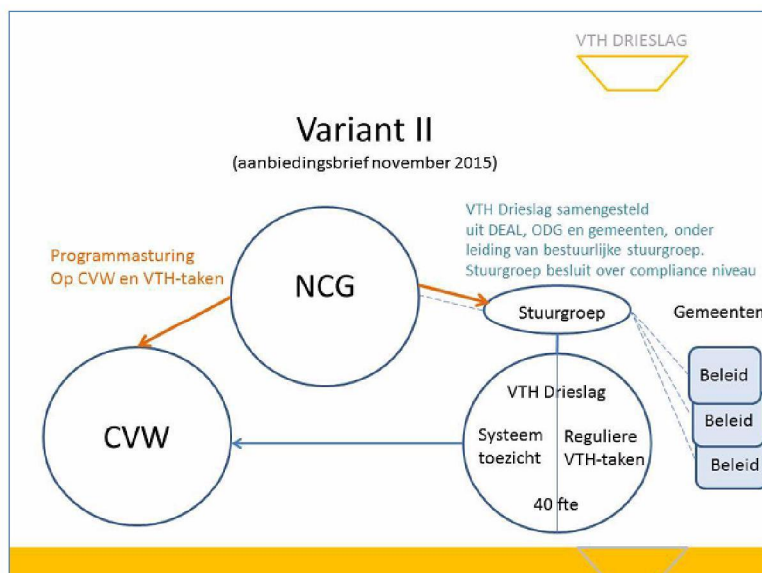 VTH DRIESLAG
Variant II
(aanbiedingsbrief november 2015)
VTH Drieslag samengesteld
uit DEAL, ODG en gemeenten, onder
leiding van bestuurlijke stuurgroep.
Stuurgroep besluit over compliance niveau
Programmasturing
Op CVW en VTH-taken
NCG
Stuurgroep
Gemeenten
Beleid
Beleid
Beleid
VTH Drieslag
CVW
Systeem
toezicht
Reguliere
VTH-taken
40 fte